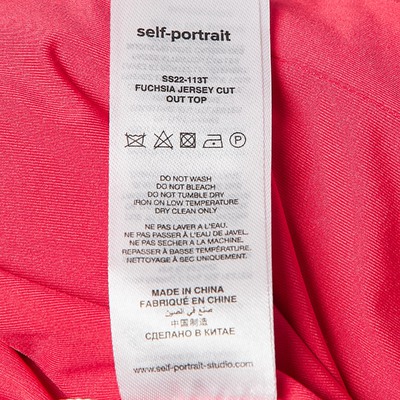 self-portrait
SS22-113T
FUCHSIA JERSEY CUT
OUT TOP
P
DO NOT WASH
DO NOT BLEACH
DO NOT TUMBLE DRY
IRON ON LOW TEMPERATURE
DRY CLEAN ONLY
NE PAS LAVER A L'EAU.
NE PAS PASSER À L'EAU DE JAVEL.
NE PAS SECHER A LA MACHINE.
REPASSER À BASSE TEMPÉRATURE.
NETTOYAGE À SEC UNIQUEMENT.
MADE IN CHINA
FABRIQUÉ EN CHINE
صنع في الصين
中国制造
СДЕЛАНО В КИТАЕ
www.self-portrait-studio.com